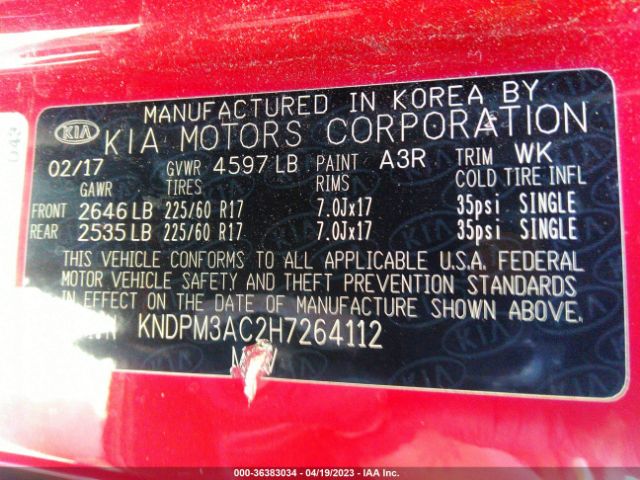 MANUFACTURED IN KOREA BY
KIA KIA MOTORS CORPORATION
02/17 GVWR 4597 LB PAINT A3R TRIM WK
GAWR TIRES RIMS COLD TIRE INFL
FRONT 2646 LB 225/60 R17 7.0Jx17 35psi SINGLE
REAR 2535 LB 225/60 R17 7.0Jx17 35psi SINGLE
THIS VEHICLE CONFORMS TO ALL APPLICABLE U.S.A. FEDERAL
MOTOR VEHICLE SAFETY AND THEFT PREVENTION STANDARDS
IN EFFECT ON THE DATE OF MANUFACTURE SHOWN ABOVE.
KNDPM3AC2H7264112
000-36383034 - 04/19/2023 - IAA Inc.